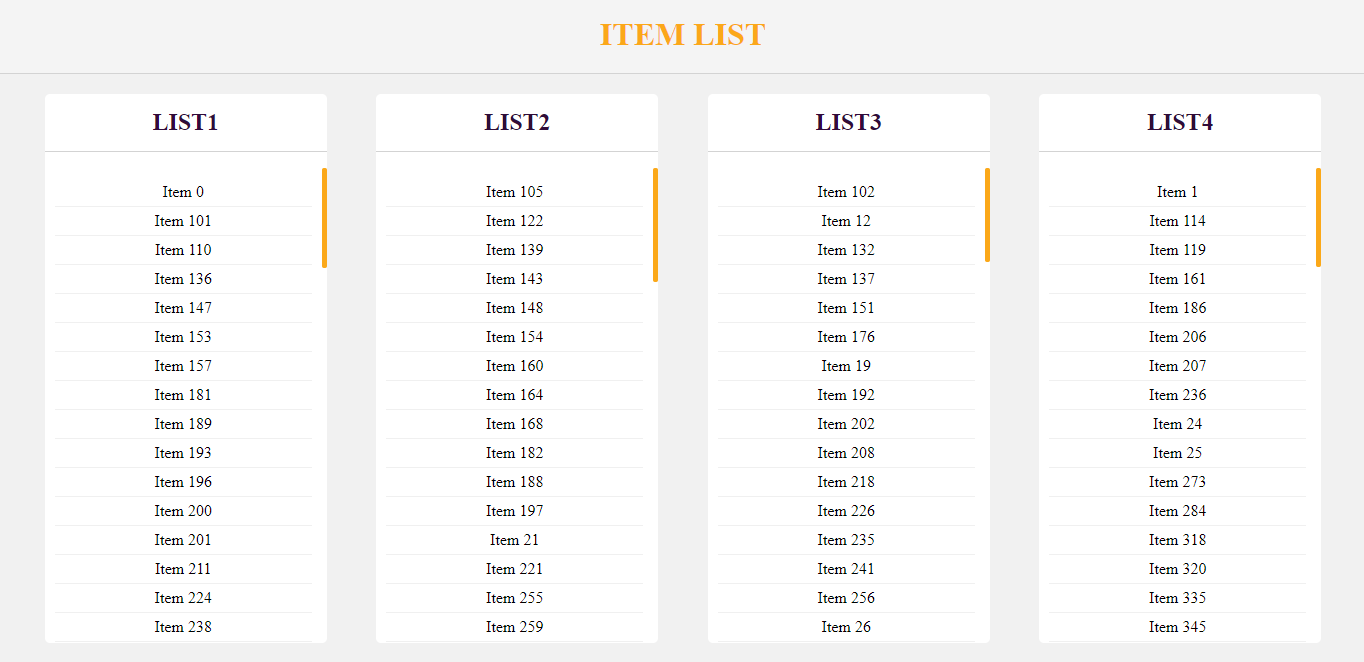 ITEM LIST
LIST1
Item 0
Item 101
Item 110
Item 136
Item 147
Item 153
Item 157
Item 181
Item 189
Item 193
Item 196
Item 200
Item 201
Item 211
Item 224
Item 238
LIST2
Item 105
Item 122
Item 139
Item 143
Item 148
Item 154
Item 160
Item 164
Item 168
Item 182
Item 188
Item 197
Item 21
Item 221
Item 255
Item 259
LIST3
Item 102
Item 12
Item 132
Item 137
Item 151
Item 176
Item 19
Item 192
Item 202
Item 208
Item 218
Item 226
Item 235
Item 241
Item 256
Item 26
LIST4
Item 1
Item 114
Item 119
Item 161
Item 186
Item 206
Item 207
Item 236
Item 24
Item 25
Item 273
Item 284
Item 318
Item 320
Item 335
Item 345